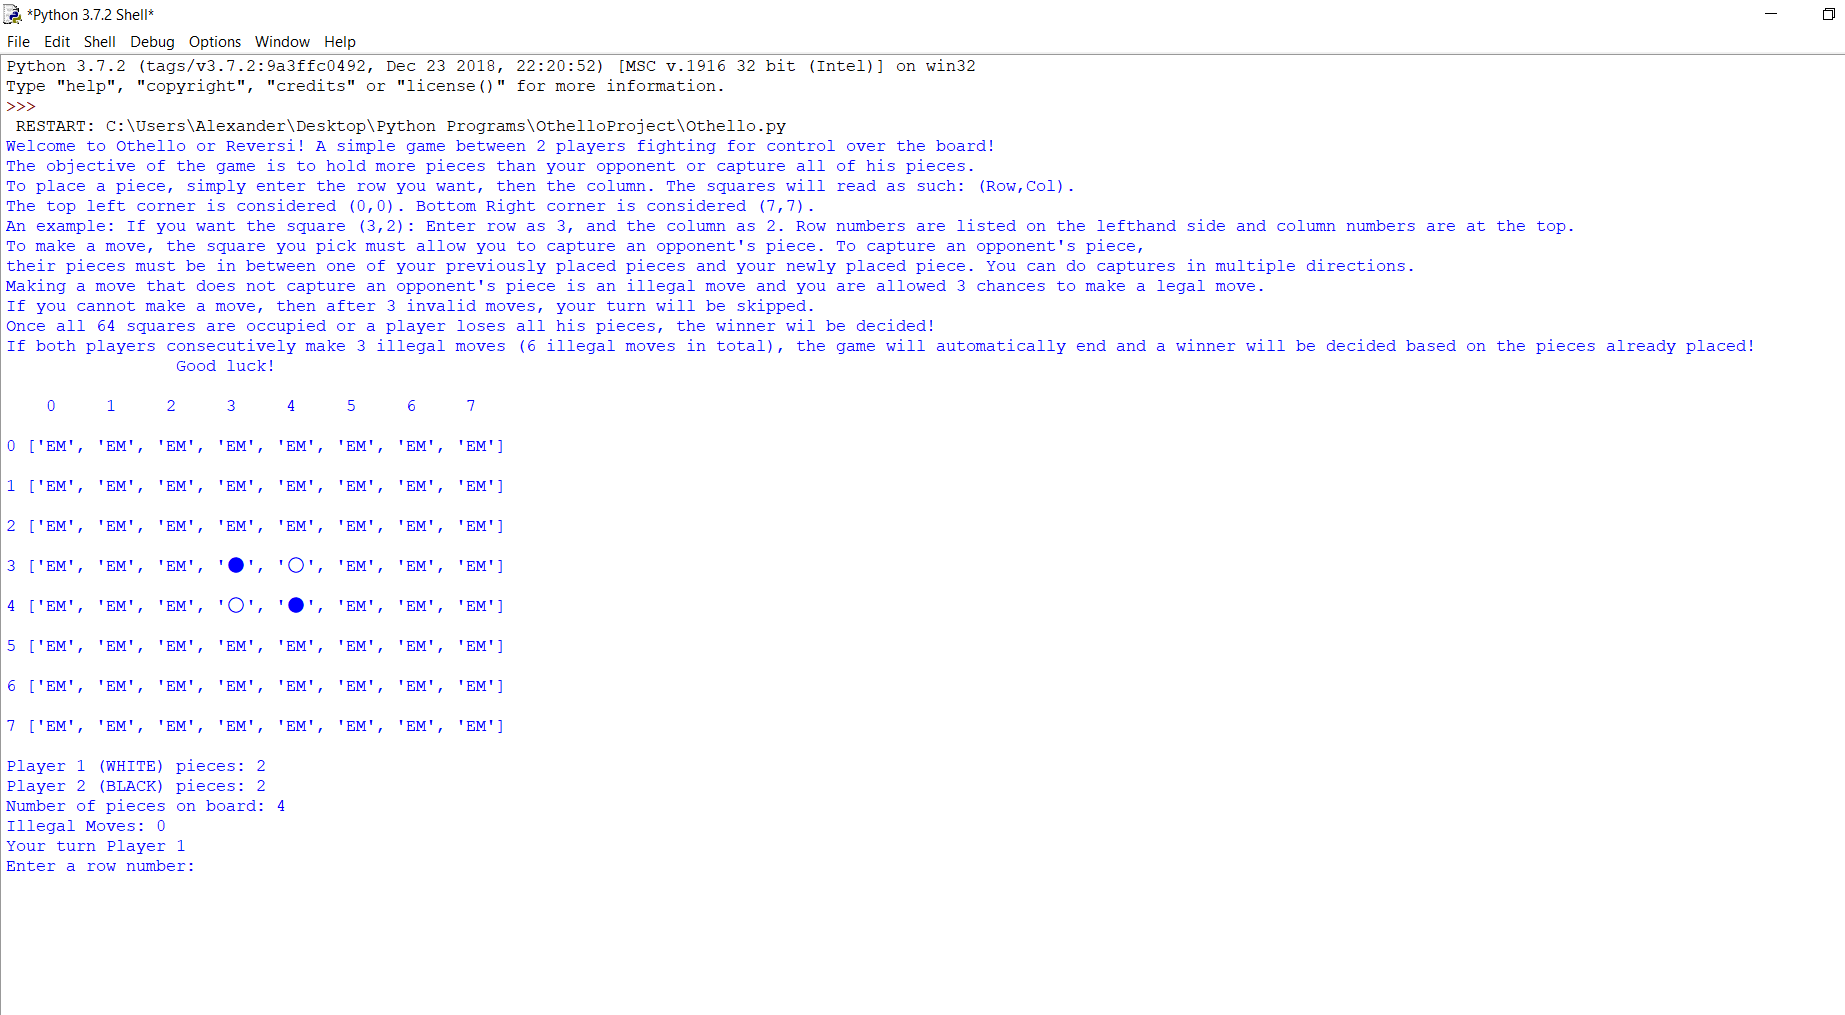 *Python 3.7.2 Shell*
File Edit Shell Debug Options Window Help
Python 3.7.2 (tags/v3.7.2:9a3ffc0492, Dec 23 2018, 22:20:52) [MSC v.1916 32 bit (Intel)] on win32
Type "help", "copyright", "credits" or "license()" for more information.
>>>
 RESTART: C:\Users\Alexander\Desktop\Python Programs\OthelloProject\Othello.py
Welcome to Othello or Reversi! A simple game between 2 players fighting for control over the board!
The objective of the game is to hold more pieces than your opponent or capture all of his pieces.
To place a piece, simply enter the row you want, then the column. The squares will read as such: (Row,Col).
The top left corner is considered (0,0). Bottom Right corner is considered (7,7).
An example: If you want the square (3,2): Enter row as 3, and the column as 2. Row numbers are listed on the lefthand side and column numbers are at the top.
To make a move, the square you pick must allow you to capture an opponent's piece. To capture an opponent's piece,
their pieces must be in between one of your previously placed pieces and your newly placed piece. You can do captures in multiple directions.
Making a move that does not capture an opponent's piece is an illegal move and you are allowed 3 chances to make a legal move.
If you cannot make a move, then after 3 invalid moves, your turn will be skipped.
Once all 64 squares are occupied or a player loses all his pieces, the winner wil be decided!
If both players consecutively make 3 illegal moves (6 illegal moves in total), the game will automatically end and a winner will be decided based on the pieces already placed!
Good luck!
0 1 2 3 4 5 6 7
0 ['EM', 'EM', 'EM', 'EM', 'EM', 'EM', 'EM', 'EM']
1 ['EM', 'EM', 'EM', 'EM', 'EM', 'EM', 'EM', 'EM']
2 ['EM', 'EM', 'EM', 'EM', 'EM', 'EM', 'EM', 'EM']
3 ['EM', 'EM', 'EM', '●', '○', 'EM', 'EM', 'EM']
4 ['EM', 'EM', 'EM', '○', '●', 'EM', 'EM', 'EM']
5 ['EM', 'EM', 'EM', 'EM', 'EM', 'EM', 'EM', 'EM']
6 ['EM', 'EM', 'EM', 'EM', 'EM', 'EM', 'EM', 'EM']
7 ['EM', 'EM', 'EM', 'EM', 'EM', 'EM', 'EM', 'EM']
Player 1 (WHITE) pieces: 2
Player 2 (BLACK) pieces: 2
Number of pieces on board: 4
Illegal Moves: 0
Your turn Player 1
Enter a row number: